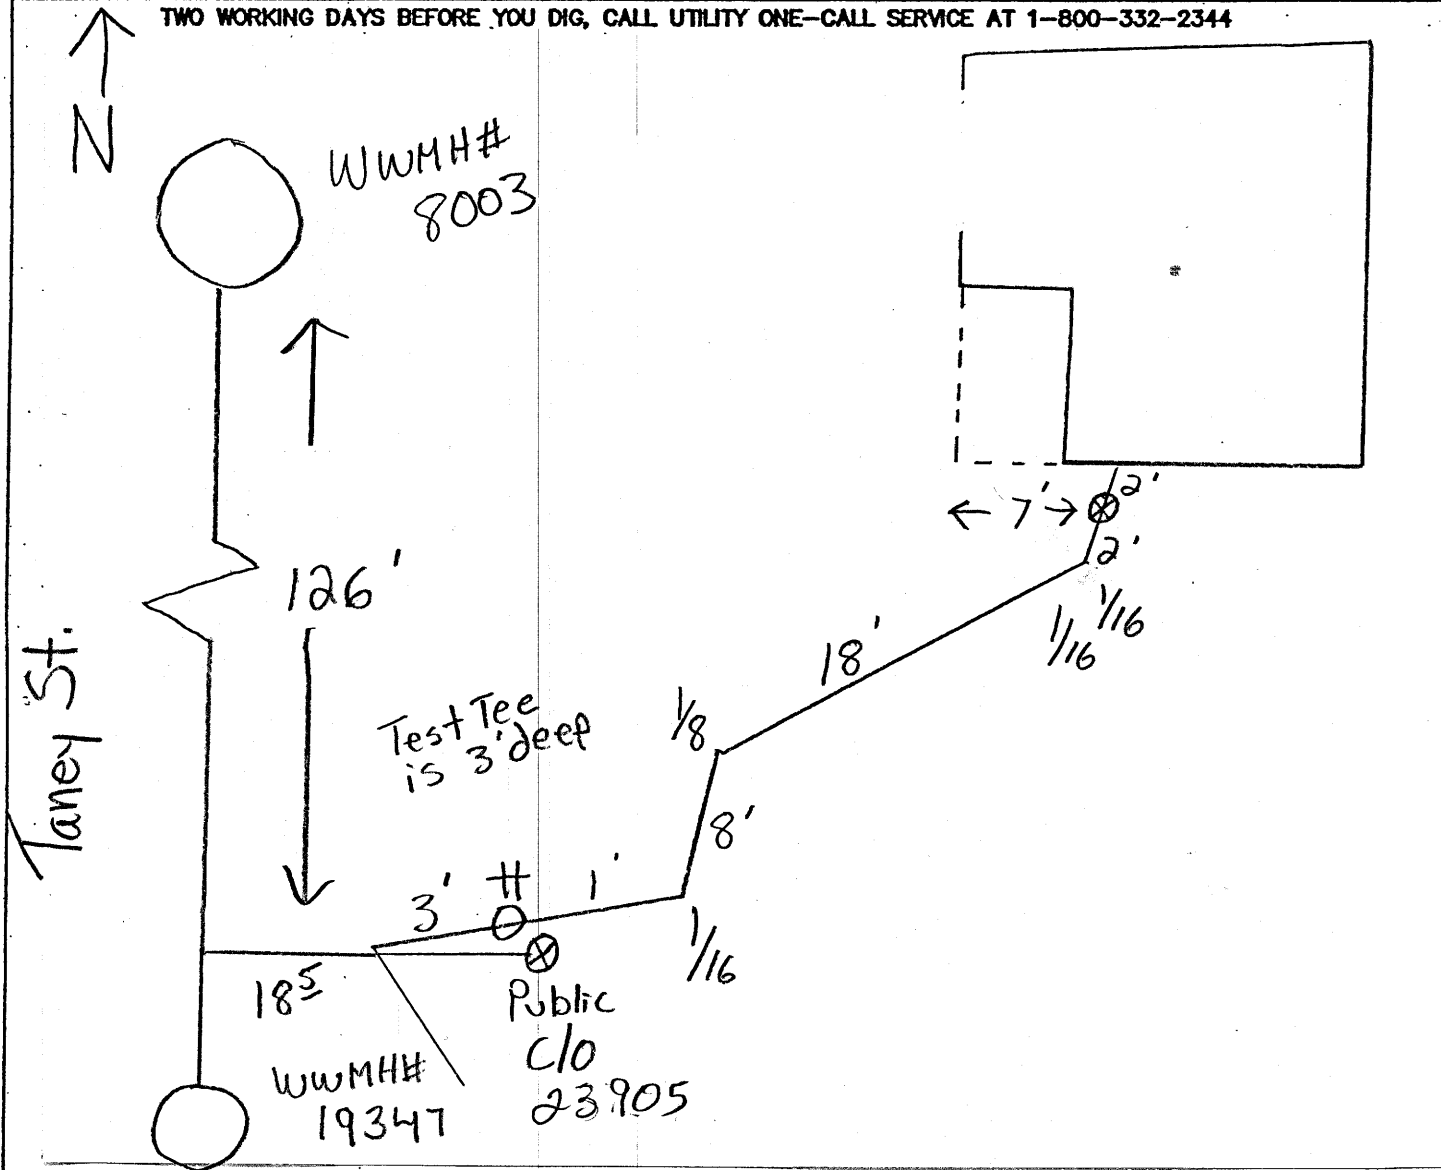 TWO WORKING DAYS BEFORE YOU DIG, CALL UTILITY ONE-CALL SERVICE AT 1-800-332-2344
N
WWMH#
8003
126'
Taney St.
2'
← 7' →
2'
1/16
1/16
18'
1/8
Test Tee
is 3' deep
8'
3'
1'
1/16
18⁵
Public
C/O
23905
WWMH#
19347